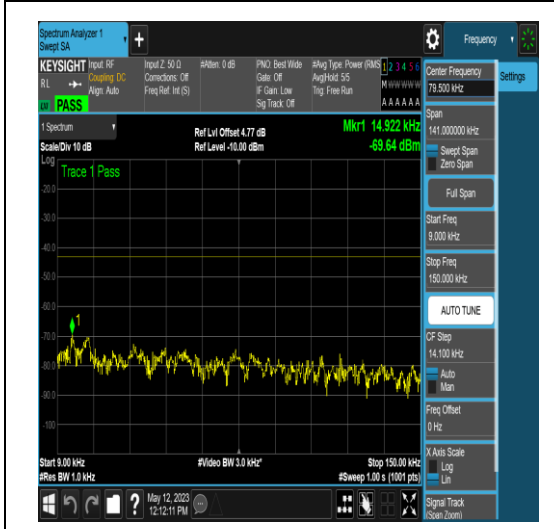 Spectrum Analyzer 1
Swept SA
Frequency
KEYSIGHT
RL
Input: RF
Coupling: DC
Align: Auto
Input Z: 50 Ω
Corrections: Off
Freq Ref: Int (S)
#Atten: 0 dB
PNO: Best Wide
Gate: Off
IF Gain: Low
Sig Track: Off
#Avg Type: Power (RMS
Avg|Hold: 5/5
Trig: Free Run
1 2 3 4 5 6
M W W W W W
A A A A A A
PASS
1 Spectrum
Scale/Div 10 dB
Ref Lvl Offset 4.77 dB
Ref Level -10.00 dBm
Mkr1 14.922 kHz
-69.64 dBm
Log
Trace 1 Pass
-20.0
-30.0
-40.0
-50.0
-60.0
-70.0
-80.0
-90.0
-100
1
Start 9.00 kHz
#Res BW 1.0 kHz
#Video BW 3.0 kHz*
Stop 150.00 kHz
#Sweep 1.00 s (1001 pts)
?
May 12, 2023
12:12:11 PM
Center Frequency
79.500 kHz
Settings
Span
141.000000 kHz
Swept Span
Zero Span
Full Span
Start Freq
9.000 kHz
Stop Freq
150.000 kHz
AUTO TUNE
CF Step
14.100 kHz
Auto
Man
Freq Offset
0 Hz
X Axis Scale
Log
Lin
Signal Track
(Span Zoom)